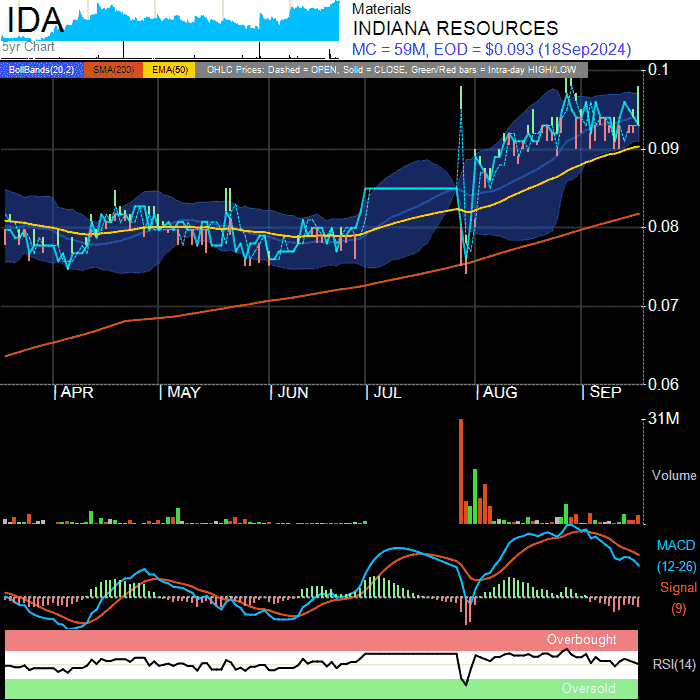 IDA
5yr Chart
Materials
INDIANA RESOURCES
MC = 59M, EOD = $0.093 (18Sep2024)
BollBands(20,2) SMA(200) EMA(50) OHLC Prices: Dashed = OPEN, Solid = CLOSE, Green/Red bars = Intra-day HIGH/LOW
0.1
0.09
0.08
0.07
0.06
APR MAY JUN JUL AUG SEP
31M
Volume
MACD
(12-26)
Signal
(9)
Overbought
RSI(14)
Oversold